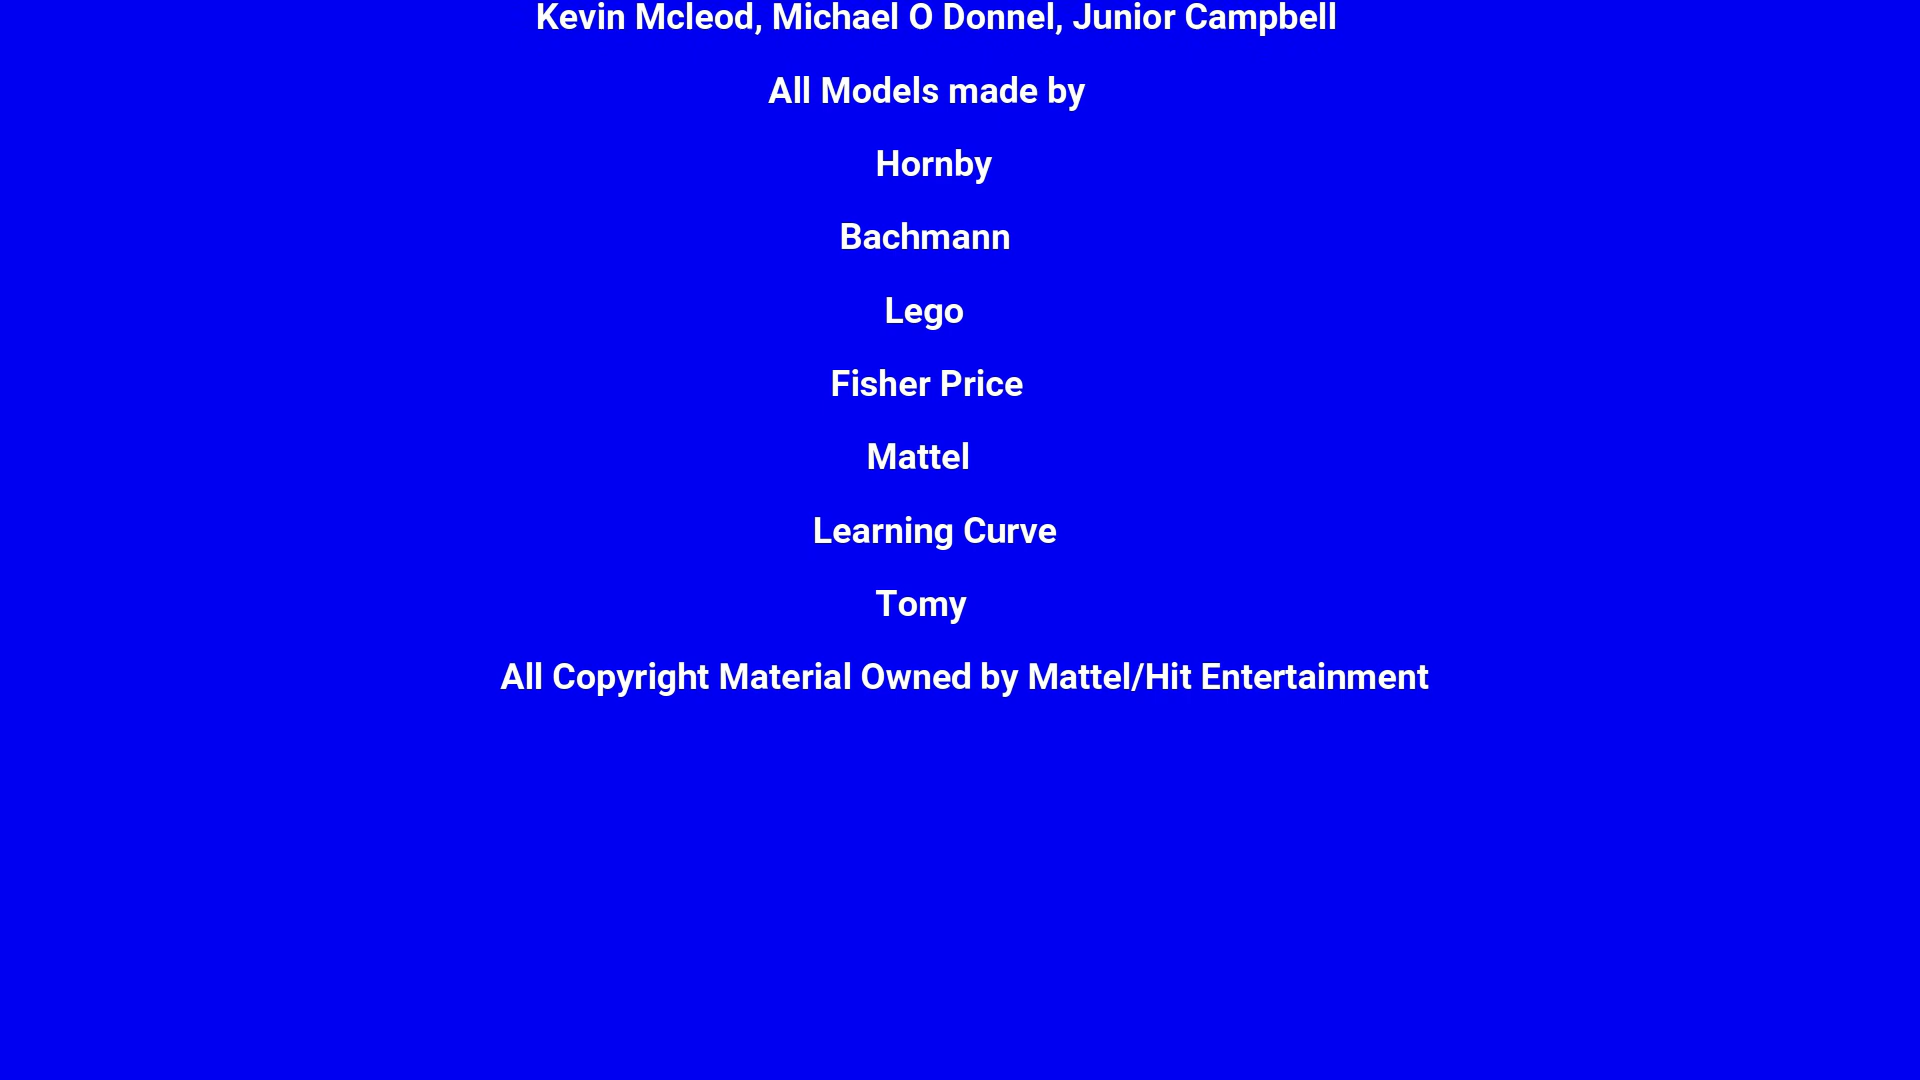 Kevin Mcleod, Michael O Donnel, Junior Campbell
All Models made by
Hornby
Bachmann
Lego
Fisher Price
Mattel
Learning Curve
Tomy
All Copyright Material Owned by Mattel/Hit Entertainment